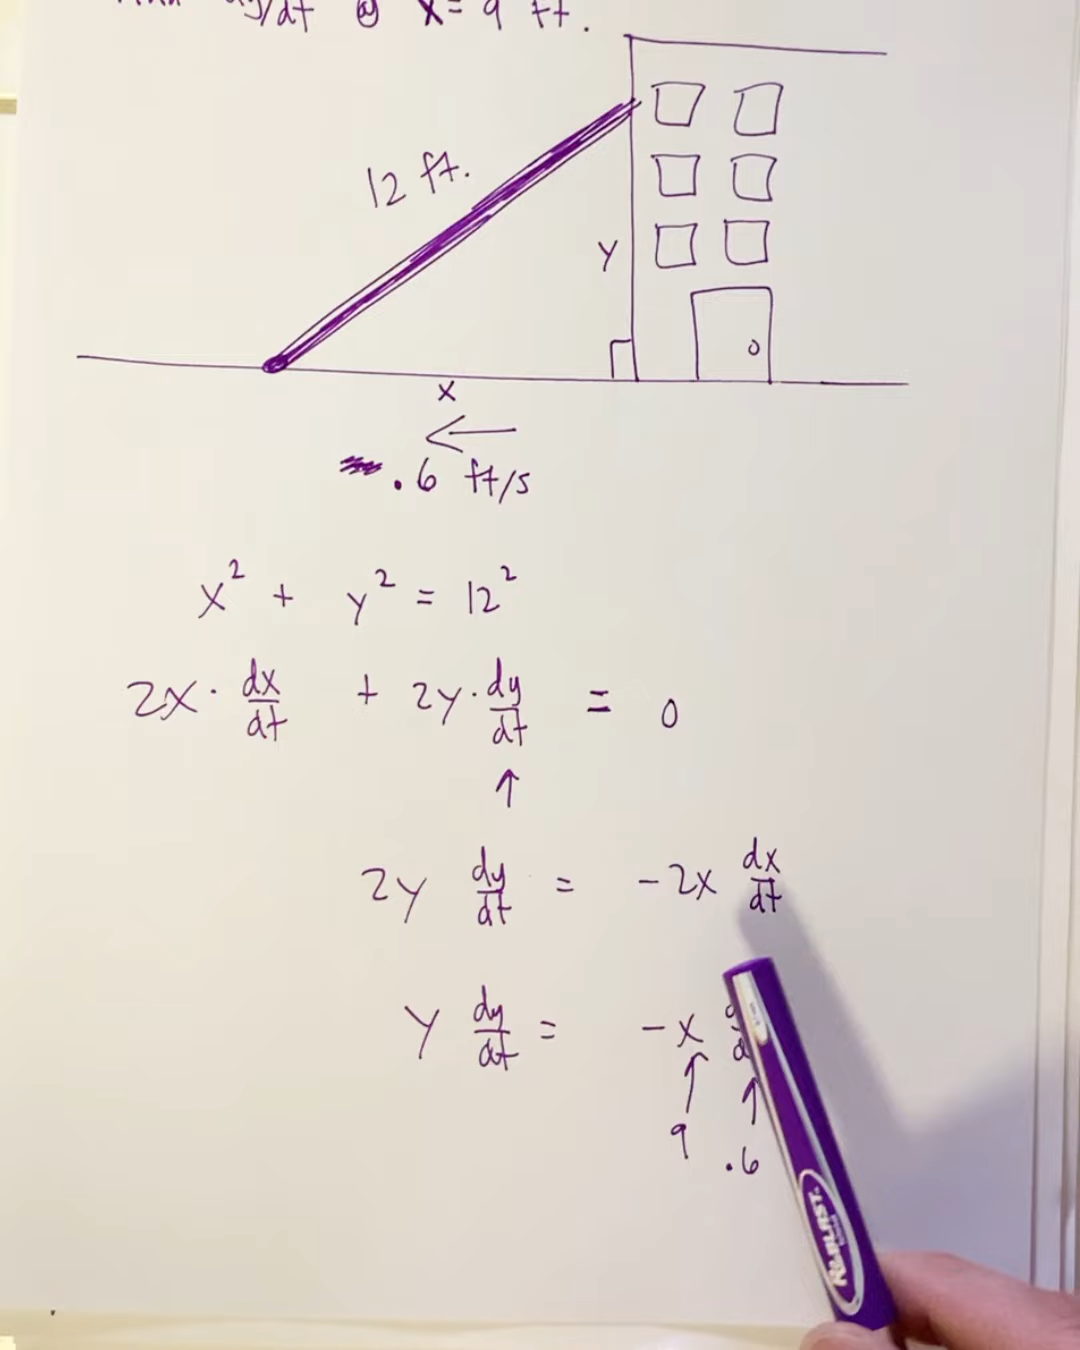 dy/dt @ x = 9 ft.
12 ft.
y
x
.6 ft/s
x² + y² = 12²
2x · dx/dt + 2y · dy/dt = 0
↑
2y dy/dt = -2x dx/dt
y dy/dt = -x
↑ ↑
9 .6
ROBUST